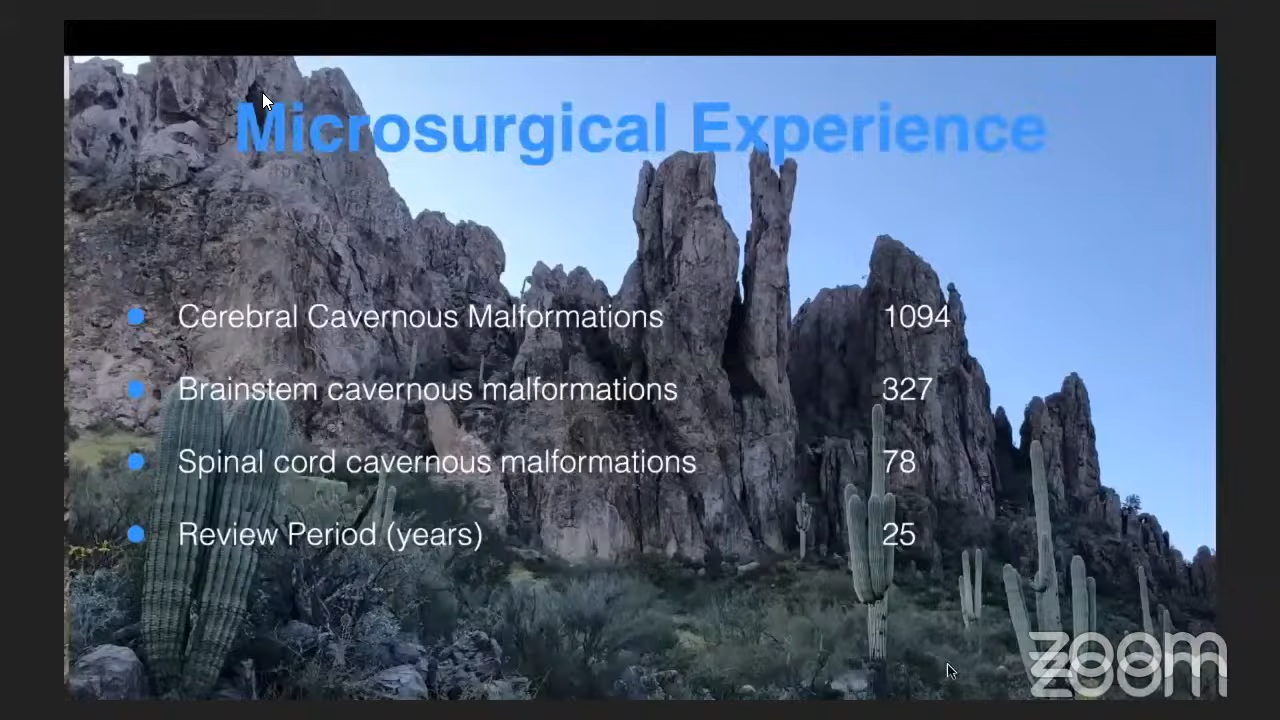 Microsurgical Experience
Cerebral Cavernous Malformations 1094
Brainstem cavernous malformations 327
Spinal cord cavernous malformations 78
Review Period (years) 25
zoom